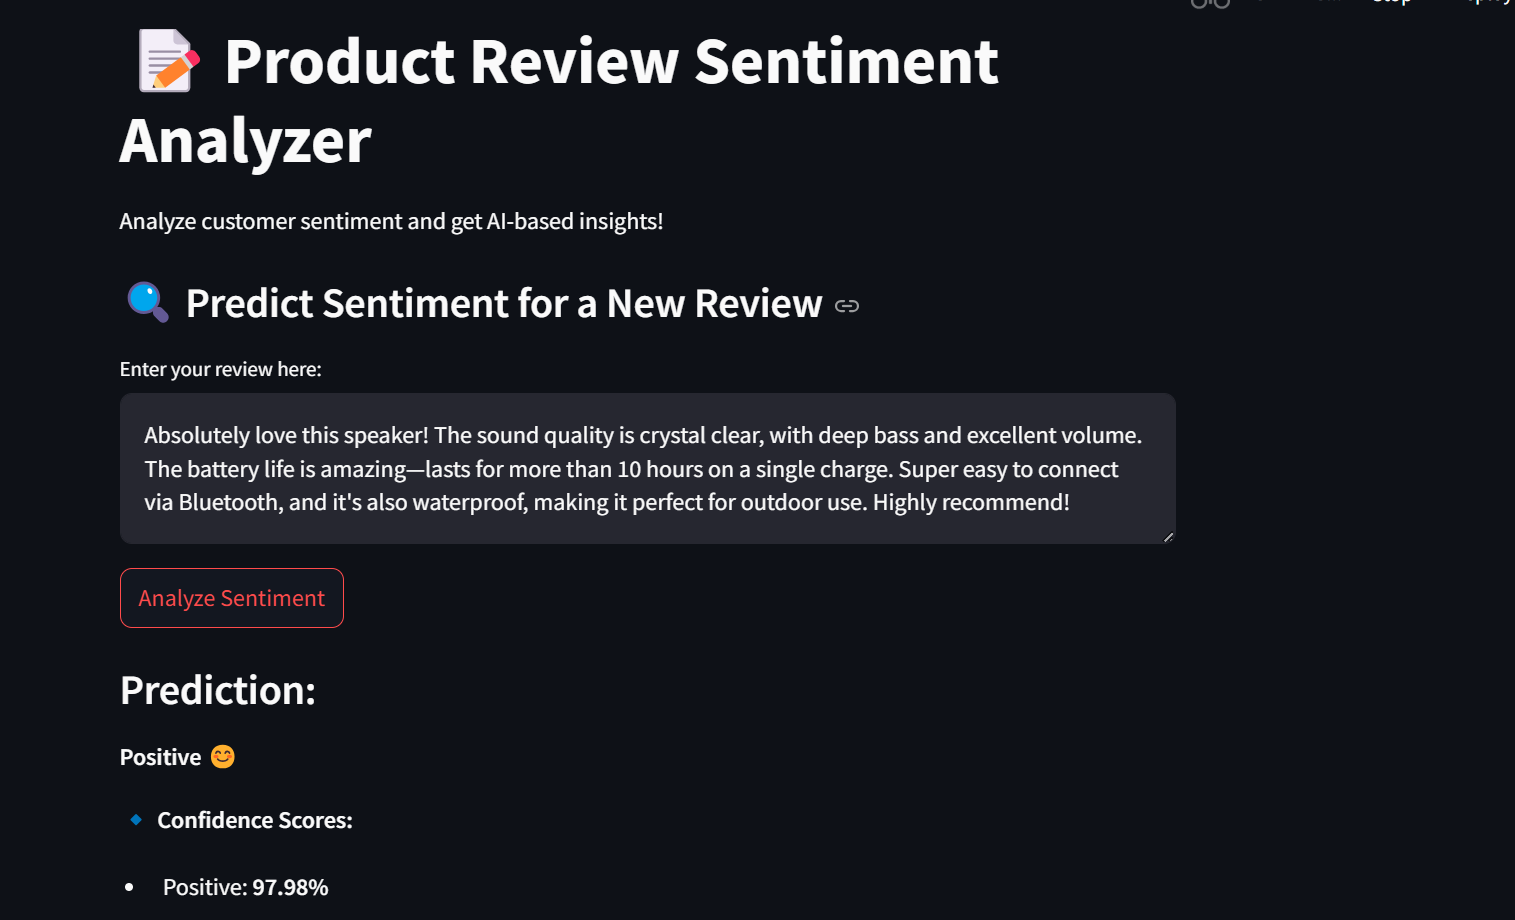 Product Review Sentiment
Analyzer
Analyze customer sentiment and get AI-based insights!
Predict Sentiment for a New Review
Enter your review here:
Absolutely love this speaker! The sound quality is crystal clear, with deep bass and excellent volume.
The battery life is amazing—lasts for more than 10 hours on a single charge. Super easy to connect
via Bluetooth, and it's also waterproof, making it perfect for outdoor use. Highly recommend!
Analyze Sentiment
Prediction:
Positive 😊
🔹 Confidence Scores:
• Positive: 97.98%